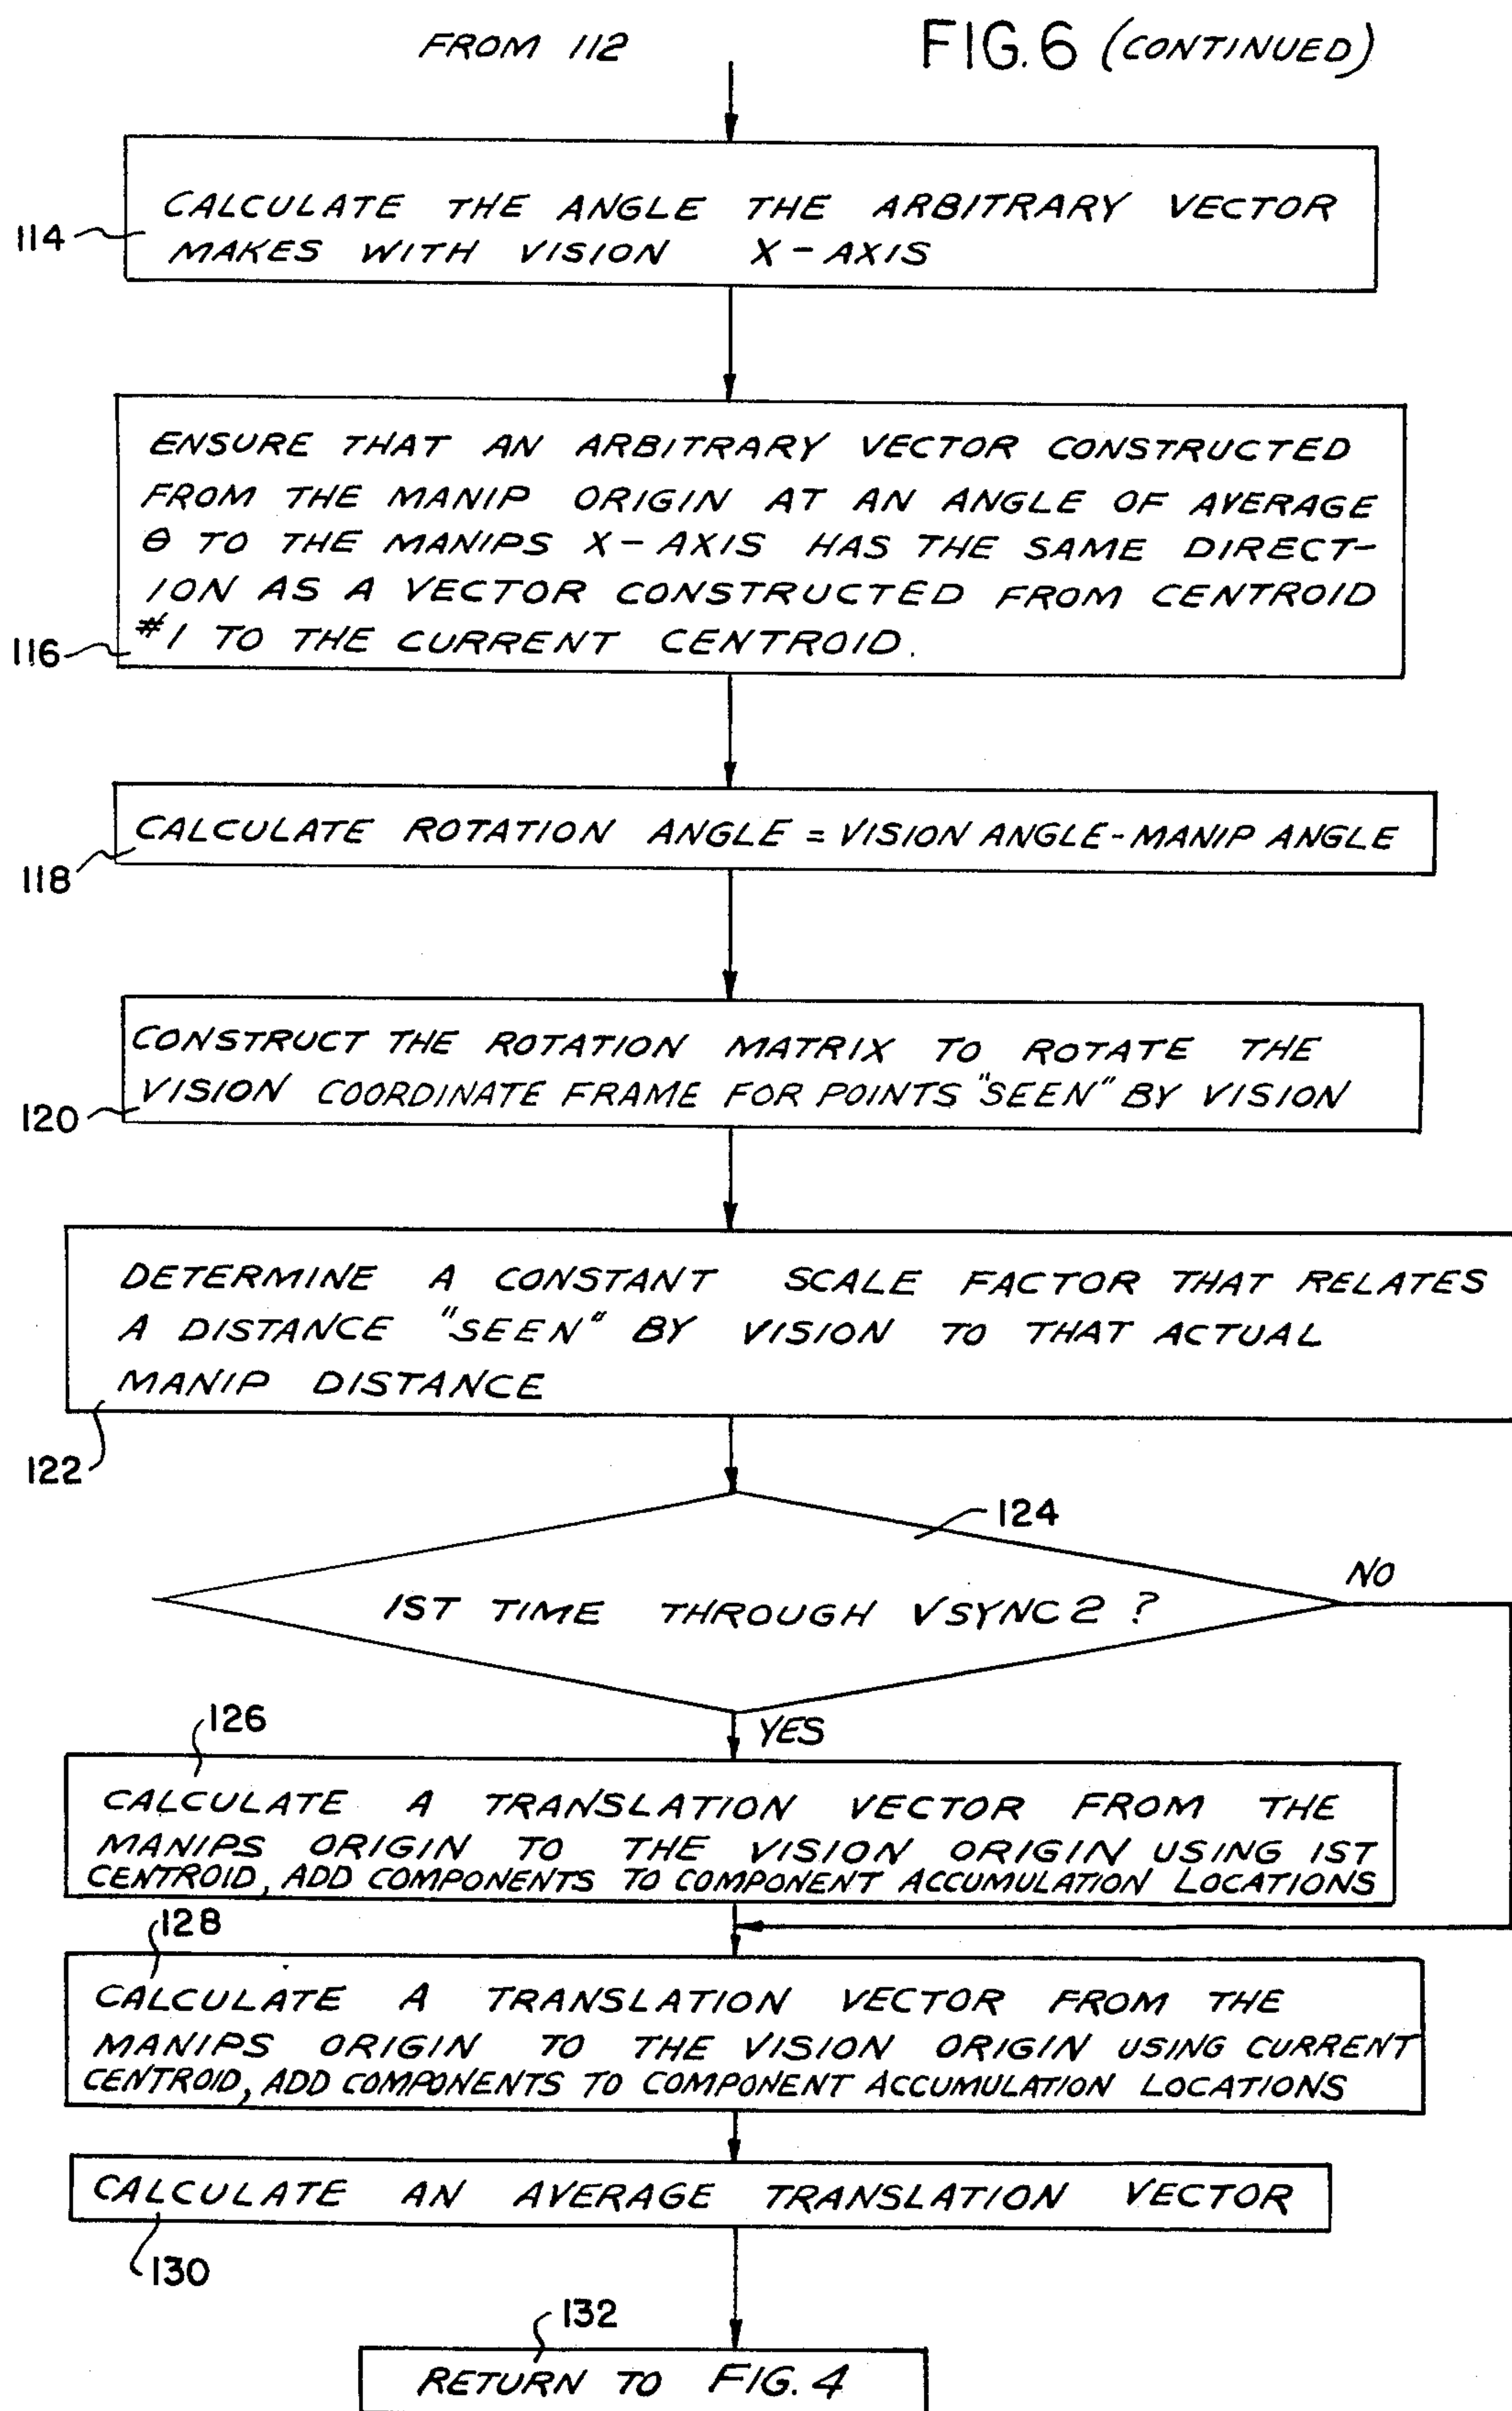 FROM 112
FIG. 6 (CONTINUED)
CALCULATE THE ANGLE THE ARBITRARY VECTOR
MAKES WITH VISION X-AXIS
114
ENSURE THAT AN ARBITRARY VECTOR CONSTRUCTED
FROM THE MANIP ORIGIN AT AN ANGLE OF AVERAGE
θ TO THE MANIPS X-AXIS HAS THE SAME DIRECT-
ION AS A VECTOR CONSTRUCTED FROM CENTROID
#1 TO THE CURRENT CENTROID.
116
CALCULATE ROTATION ANGLE = VISION ANGLE-MANIP ANGLE
118
CONSTRUCT THE ROTATION MATRIX TO ROTATE THE
VISION COORDINATE FRAME FOR POINTS "SEEN" BY VISION
120
DETERMINE A CONSTANT SCALE FACTOR THAT RELATES
A DISTANCE "SEEN" BY VISION TO THAT ACTUAL
MANIP DISTANCE
122
124
1ST TIME THROUGH VSYNC2 ?
NO
YES
126
CALCULATE A TRANSLATION VECTOR FROM THE
MANIPS ORIGIN TO THE VISION ORIGIN USING 1ST
CENTROID, ADD COMPONENTS TO COMPONENT ACCUMULATION LOCATIONS
128
CALCULATE A TRANSLATION VECTOR FROM THE
MANIPS ORIGIN TO THE VISION ORIGIN USING CURRENT
CENTROID, ADD COMPONENTS TO COMPONENT ACCUMULATION LOCATIONS
CALCULATE AN AVERAGE TRANSLATION VECTOR
130
132
RETURN TO FIG. 4